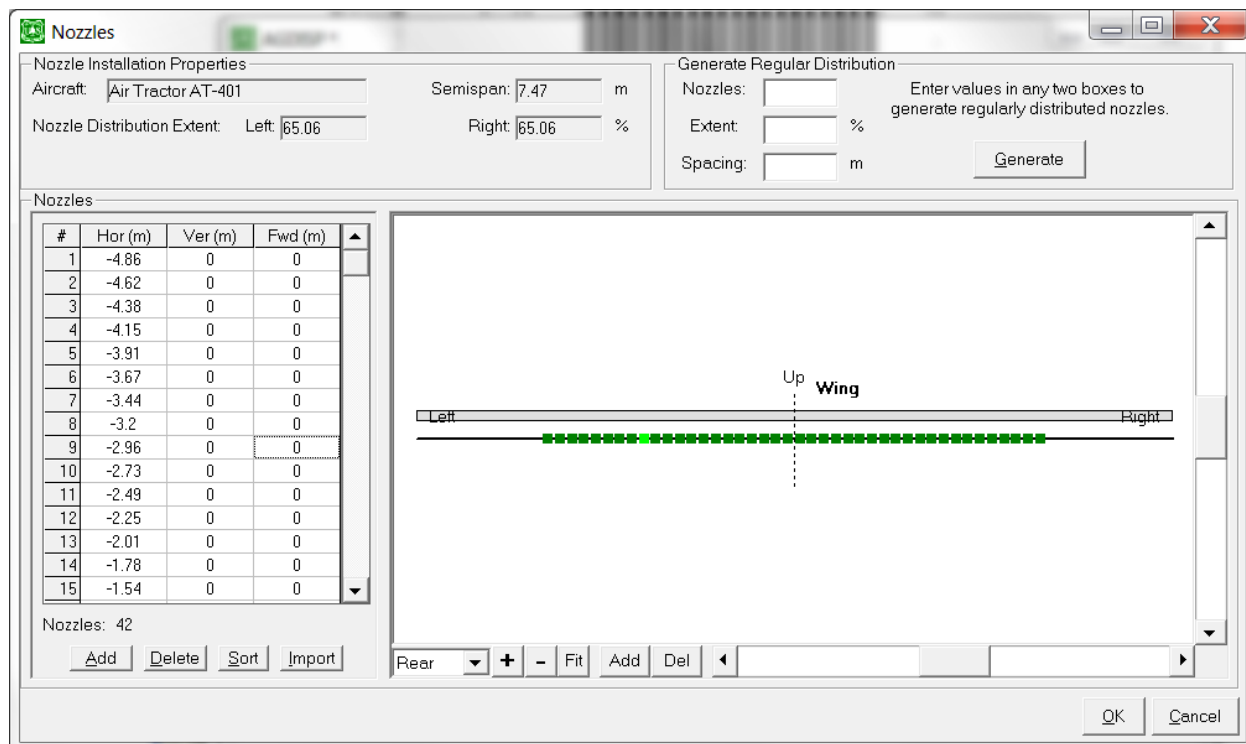 Nozzles
Nozzle Installation Properties
Aircraft: Air Tractor AT-401 Semispan: 7.47 m
Nozzle Distribution Extent: Left: 65.06 Right: 65.06 %
Generate Regular Distribution
Nozzles:
Extent: %
Spacing: m
Enter values in any two boxes to
generate regularly distributed nozzles.
Generate
Nozzles
# Hor (m) Ver (m) Fwd (m)
1 -4.86 0 0
2 -4.62 0 0
3 -4.38 0 0
4 -4.15 0 0
5 -3.91 0 0
6 -3.67 0 0
7 -3.44 0 0
8 -3.2 0 0
9 -2.96 0 0
10 -2.73 0 0
11 -2.49 0 0
12 -2.25 0 0
13 -2.01 0 0
14 -1.78 0 0
15 -1.54 0 0
Nozzles: 42
Add Delete Sort Import
Up
Wing
Left Right
Rear + - Fit Add Del
OK Cancel